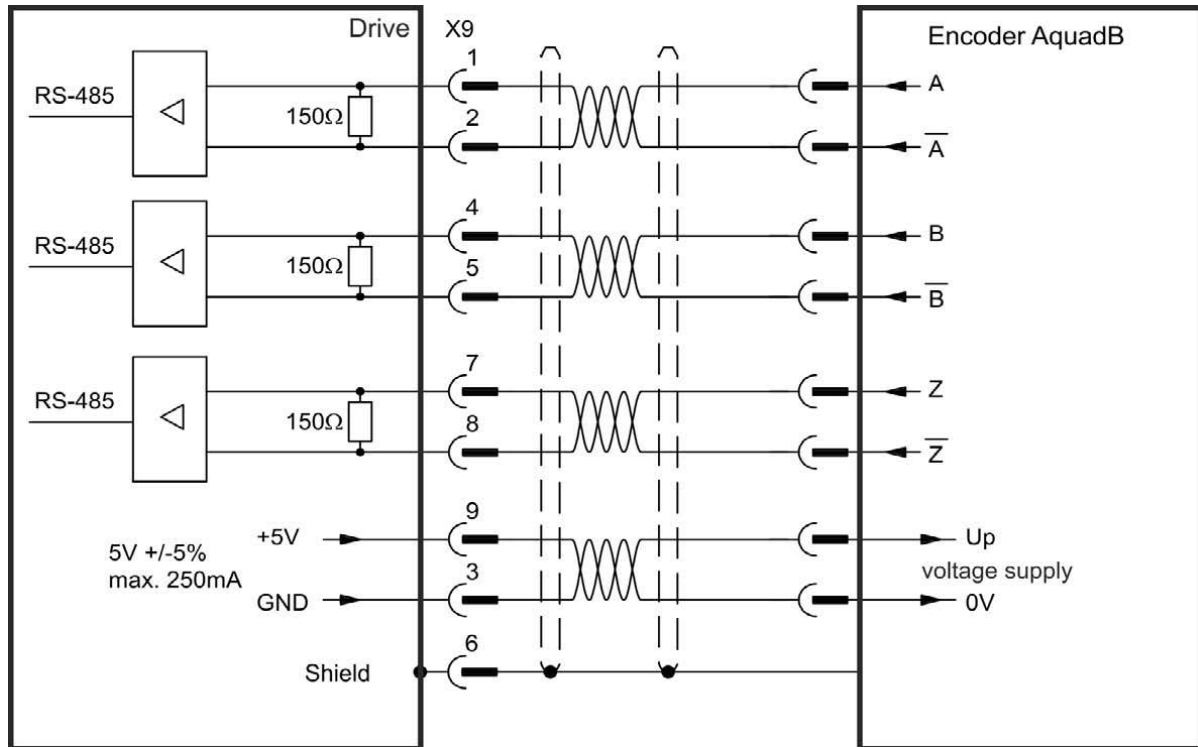 Drive
X9
Encoder AquadB
RS-485
150Ω
1
2
A
A̅
RS-485
150Ω
4
5
B
B̅
RS-485
150Ω
7
8
Z
Z̅
5V +/-5%
max. 250mA
+5V
GND
9
3
Up
voltage supply
0V
Shield
6